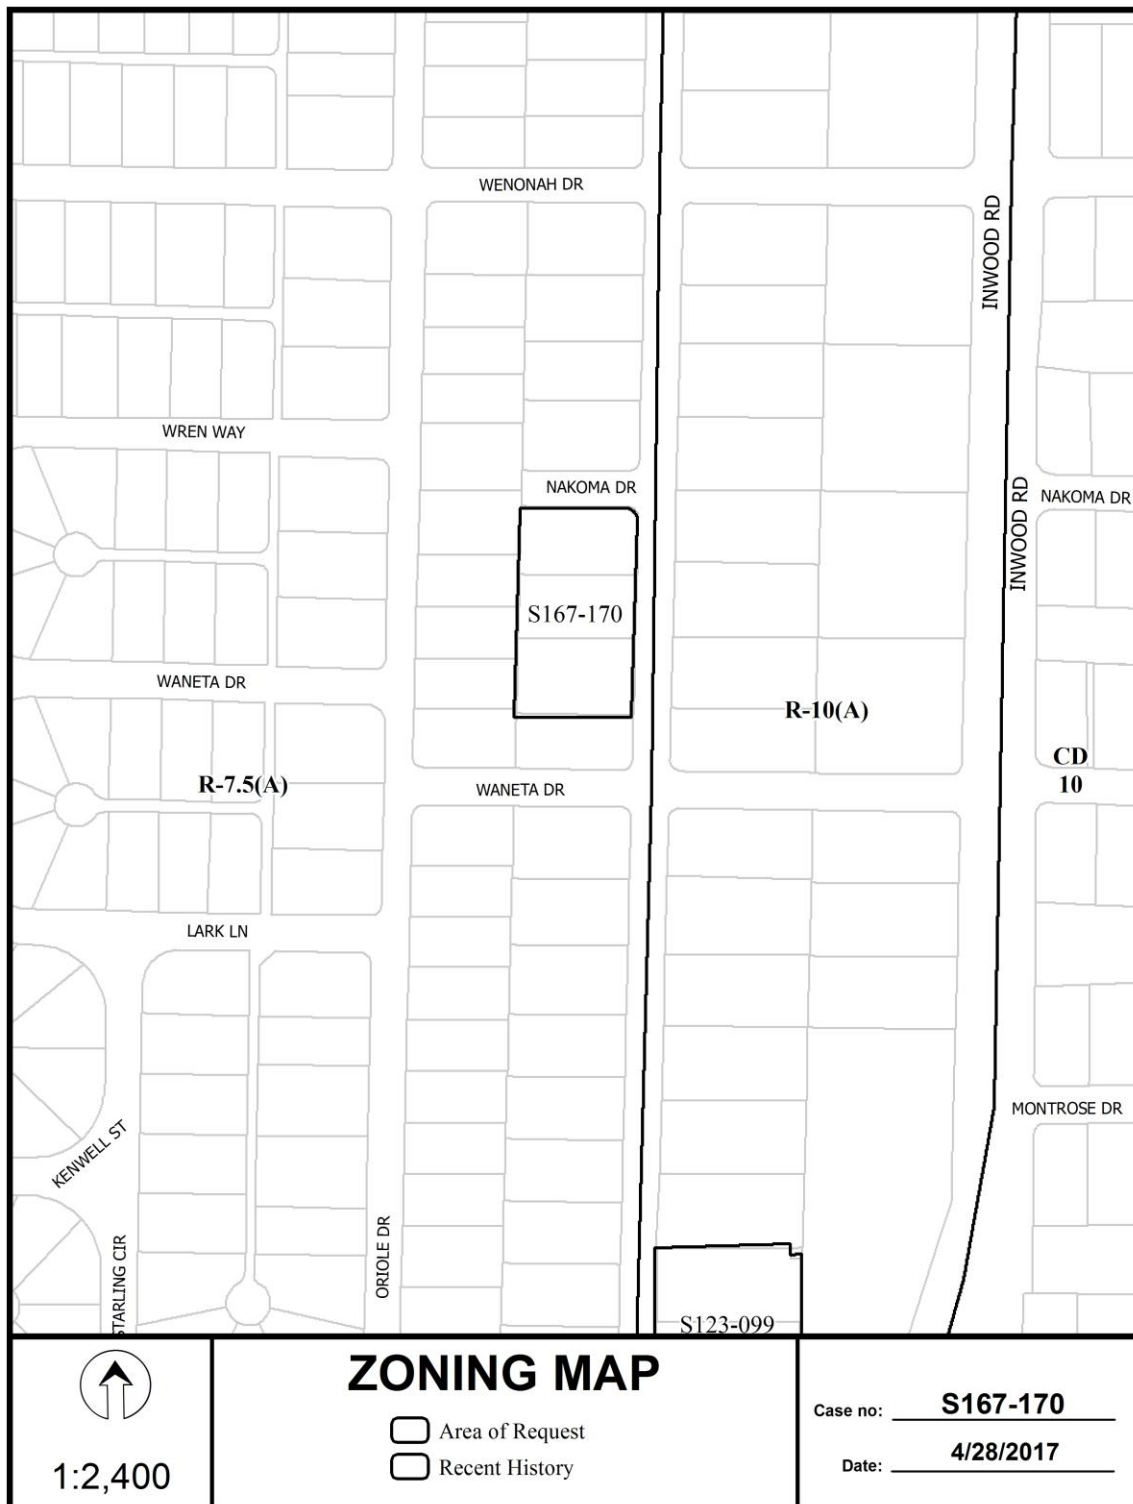 WENONAH DR
INWOOD RD
WREN WAY
NAKOMA DR
INWOOD RD
NAKOMA DR
S167-170
WANETA DR
R-10(A)
R-7.5(A)
WANETA DR
CD
10
LARK LN
MONTROSE DR
KENWELL ST
ORIOLE DR
STARLING CIR
S123-099
1:2,400
ZONING MAP
Area of Request
Recent History
Case no: S167-170
Date: 4/28/2017